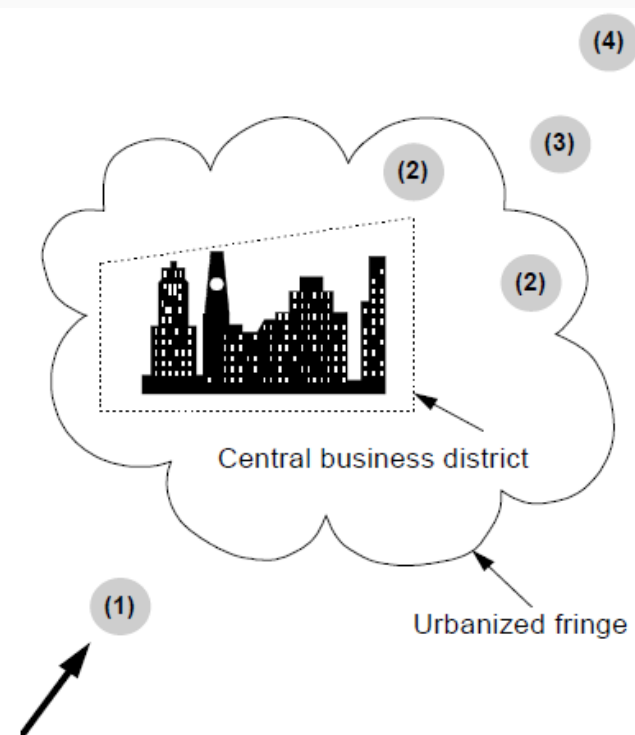 (4)
(3)
(2)
(2)
Central business district
(1)
Urbanized fringe